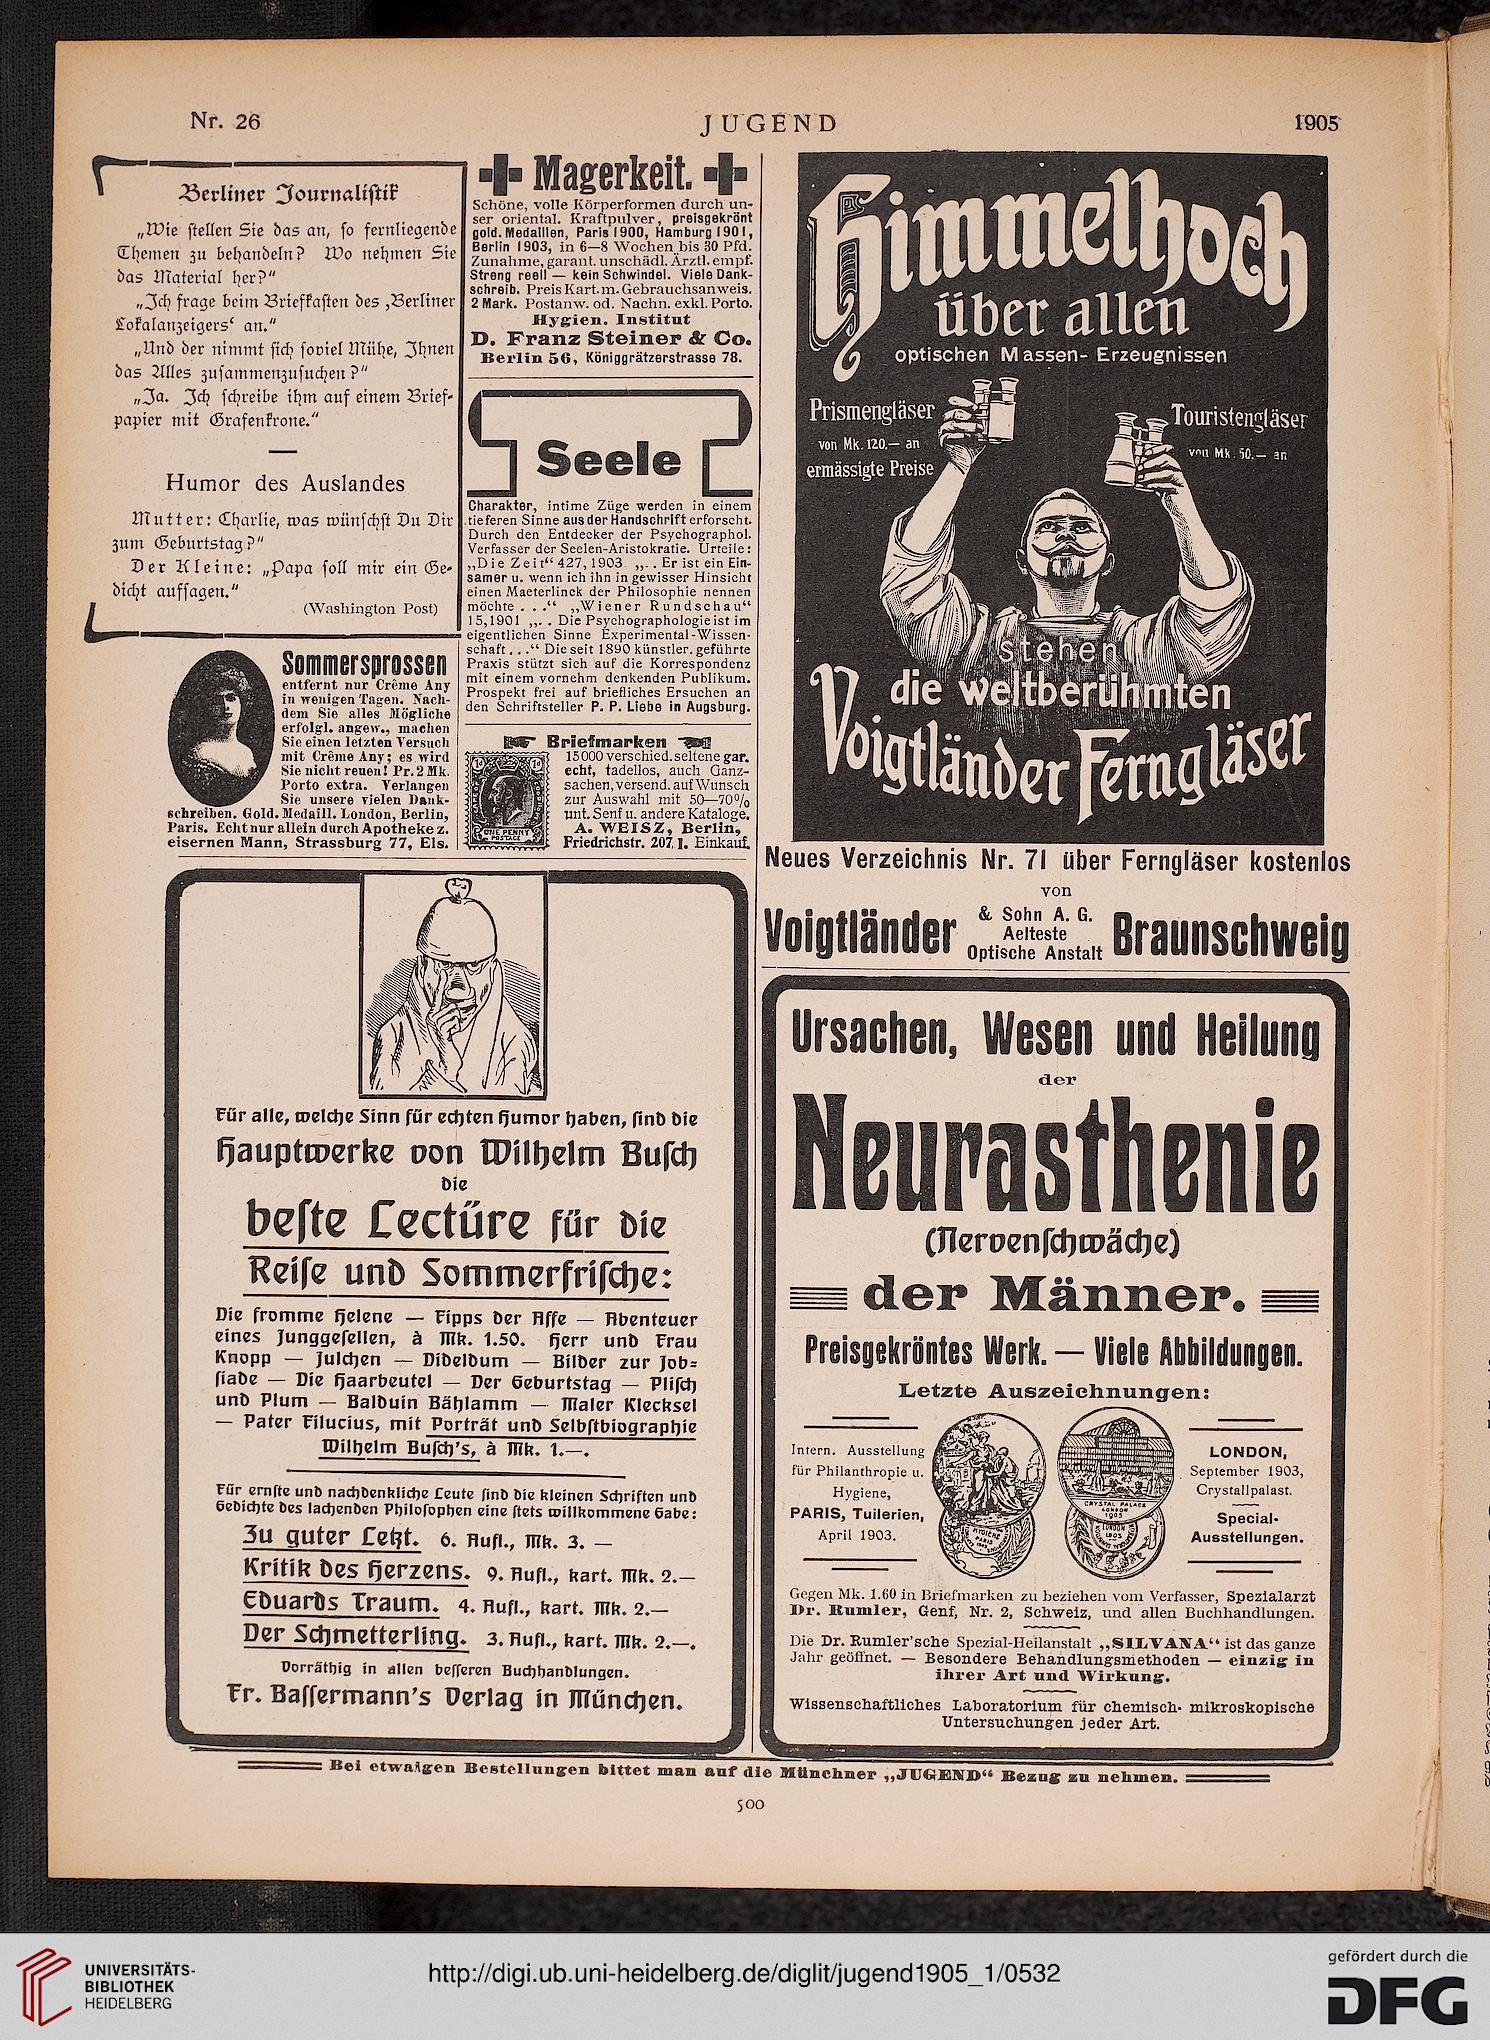 Nr. 26
JUGEND
1905
Berliner Journalistik
„Wie stellen Sie das an, so fernliegende
Themen zu behandeln? Wo nehmen Sie
das Material her?"
„Ich frage beim Briefkasten des ‚Berliner
Lokalanzeigers‘ an."
„Und der nimmt sich soviel Mühe, Ihnen
das Alles zusammenzusuchen?"
„Ja. Ich schreibe ihm auf einem Brief-
papier mit Grafenkrone."
Humor des Auslandes
Mutter: Charlie, was wünschst Du Dir
zum Geburtstag?"
Der Kleine: „Papa soll mir ein Ge-
dicht aufsagen."
(Washington Post)
Sommersprossen
entfernt nur Crême Any
in wenigen Tagen. Nach-
dem Sie alles Mögliche
erfolgl. angew., machen
Sie einen letzten Versuch
mit Crême Any; es wird
Sie nicht reuen! Pr. 2 Mk.
Porto extra. Verlangen
Sie unsere vielen Dank-
schreiben. Gold. Medaill. London, Berlin,
Paris. Echt nur allein durch Apotheke z.
eisernen Mann, Strassburg 77, Els.
Magerkeit.
Schöne, volle Körperformen durch un-
ser oriental. Kraftpulver, preisgekrönt
gold. Medaillen, Paris 1900, Hamburg 1901,
Berlin 1903, in 6—8 Wochen bis 30 Pfd.
Zunahme, garant. unschädl. Ärztl. empf.
Streng reell — kein Schwindel. Viele Dank-
schreib. Preis Kart. m. Gebrauchsanweis.
2 Mark. Postanw. od. Nachn. exkl. Porto.
Hygien. Institut
D. Franz Steiner & Co.
Berlin 56, Königgrätzerstrasse 78.
Seele
Charakter, intime Züge werden in einem
tieferen Sinne aus der Handschrift erforscht.
Durch den Entdecker der Psychographol.
Verfasser der Seelen-Aristokratie. Urteile:
„Die Zeit" 427, 1903. „.. Er ist ein Ein-
samer u. wenn ich ihn in gewisser Hinsicht
einen Maeterlinck der Philosophie nennen
möchte . . ." „Wiener Rundschau"
15, 1901 „. . Die Psychographologie ist im
eigentlichen Sinne Experimental-Wissen-
schaft . . ." Die seit 1890 künstler. geführte
Praxis stützt sich auf die Korrespondenz
mit einem vornehm denkenden Publikum.
Prospekt frei auf briefliches Ersuchen an
den Schriftsteller P. P. Liebe in Augsburg.
Briefmarken
15000 verschied. seltene gar.
echt, tadellos, auch Ganz-
sachen, versend. auf Wunsch
zur Auswahl mit 50—70%
unt. Senf u. andere Kataloge.
A. WEISZ, Berlin,
Friedrichstr. 207, I. Einkauf.
1d 1d
ONE PENNY
POSTAGE
Himmelhoch
über allen
optischen Massen-Erzeugnissen
Prismengläser
von Mk. 120,— an
ermässigte Preise
Touristengläser
von Mk. 50.— an
stehen
die weltberühmten
Voigtländer Ferngläser
Neues Verzeichnis Nr. 71 über Ferngläser kostenlos
von
Voigtländer & Sohn A. G. Aelteste Optische Anstalt Braunschweig
Für alle, welche Sinn für echten Humor haben, sind die
Hauptwerke von Wilhelm Busch
die
beste Lectüre für die
Reise und Sommerfrische:
Die fromme Helene — Fipps der Affe — Abenteuer
eines Junggesellen, à Mk. 1.50. Herr und Frau
Knopp — Julchen — Dideldum — Bilder zur Job-
siade — Die Haarbeutel — Der Geburtstag — Plisch
und Plum — Balduin Bählamm — Maler Klecksel
— Pater Filucius, mit Porträt und Selbstbiographie
Wilhelm Busch's, à Mk. 1.—.
Für ernste und nachdenkliche Leute sind die kleinen Schriften und
Gedichte des lachenden Philosophen eine stets willkommene Gabe:
Zu guter Letzt. 6. Aufl., Mk. 3. —
Kritik des Herzens. 9. Aufl., kart. Mk. 2.—
Eduards Traum. 4. Aufl., kart. Mk. 2.—
Der Schmetterling. 3. Aufl., kart. Mk. 2.—.
Vorräthig in allen besseren Buchhandlungen.
Fr. Bassermann's Verlag in München.
Ursachen, Wesen und Heilung
der
Neurasthenie
(Nervenschwäche)
der Männer.
Preisgekröntes Werk. — Viele Abbildungen.
Letzte Auszeichnungen:
Intern. Ausstellung
für Philanthropie u.
Hygiene,
PARIS, Tuilerien,
April 1903.
CRYSTAL PALACE
LONDON
LONDON,
September 1903,
Crystallpalast.
Special-
Ausstellungen.
Gegen Mk. 1.60 in Briefmarken zu beziehen vom Verfasser, Spezialarzt
Dr. Rumler, Genf, Nr. 2, Schweiz, und allen Buchhandlungen.
Die Dr. Rumler'sche Spezial-Heilanstalt „SILVANA" ist das ganze
Jahr geöffnet. — Besondere Behandlungsmethoden — einzig in
ihrer Art und Wirkung.
Wissenschaftliches Laboratorium für chemisch-mikroskopische
Untersuchungen jeder Art.
Bei etwaigen Bestellungen bittet man auf die Münchner „JUGEND" Bezug zu nehmen.
500
UNIVERSITÄTS-
BIBLIOTHEK
HEIDELBERG
http://digi.ub.uni-heidelberg.de/diglit/jugend1905_1/0532
gefördert durch die
DFG